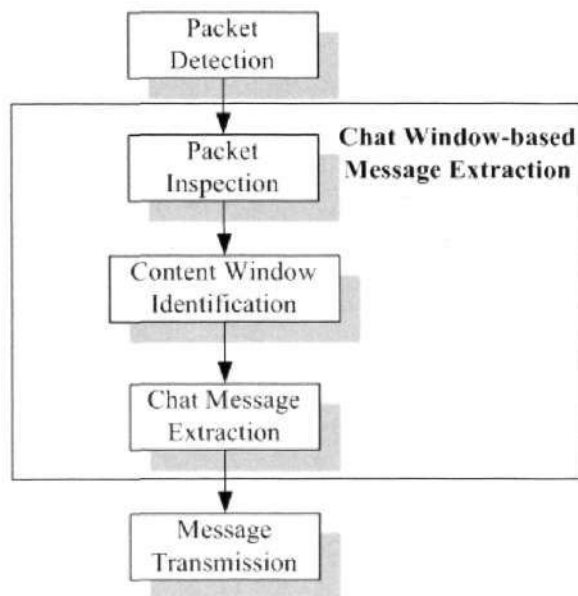 Packet
Detection
Chat Window-based
Message Extraction
Packet
Inspection
Content Window
Identification
Chat Message
Extraction
Message
Transmission